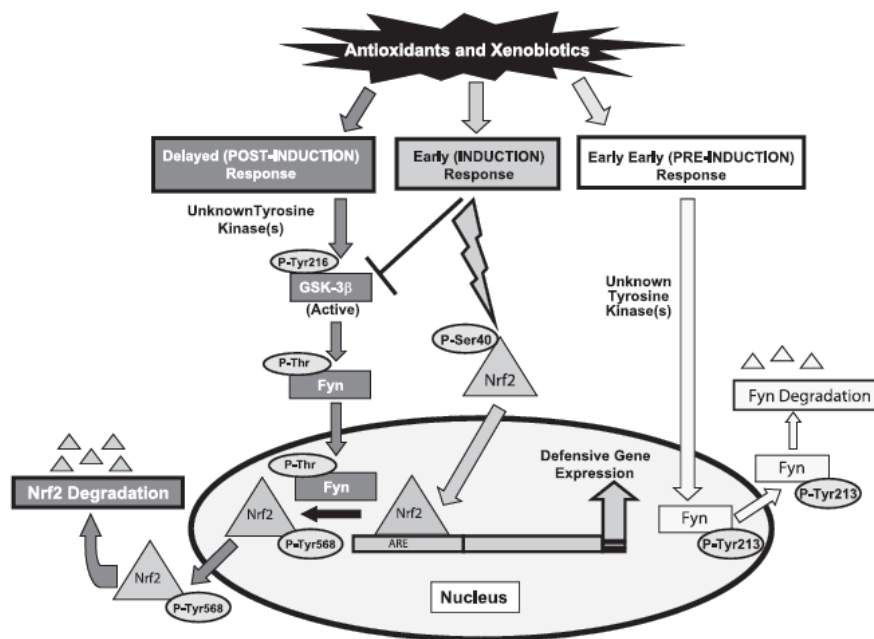 Antioxidants and Xenobiotics
Delayed (POST-INDUCTION)
Response
Early (INDUCTION)
Response
Early Early (PRE-INDUCTION)
Response
UnknownTyrosine
Kinase(s)
P-Tyr216
GSK-3β
(Active)
P-Thr
Fyn
P-Ser40
Nrf2
Unknown
Tyrosine
Kinase(s)
Fyn Degradation
Fyn
P-Tyr213
Defensive Gene
Expression
P-Thr
Fyn
Nrf2 Degradation
Nrf2
P-Tyr568
Nrf2
ARE
Fyn
P-Tyr213
Nrf2
P-Tyr568
Nucleus